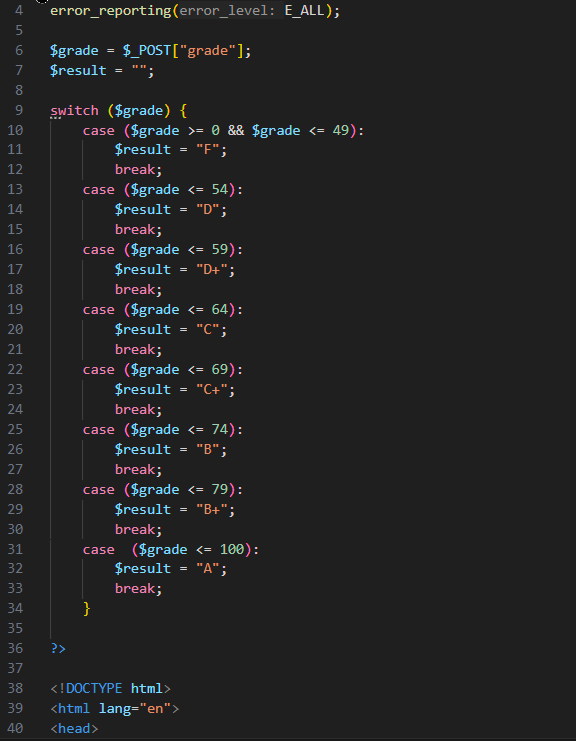 4 error_reporting(error_level: E_ALL);
5
6 $grade = $_POST["grade"];
7 $result = "";
8
9 switch ($grade) {
10     case ($grade >= 0 && $grade <= 49):
11         $result = "F";
12         break;
13     case ($grade <= 54):
14         $result = "D";
15         break;
16     case ($grade <= 59):
17         $result = "D+";
18         break;
19     case ($grade <= 64):
20         $result = "C";
21         break;
22     case ($grade <= 69):
23         $result = "C+";
24         break;
25     case ($grade <= 74):
26         $result = "B";
27         break;
28     case ($grade <= 79):
29         $result = "B+";
30         break;
31     case  ($grade <= 100):
32         $result = "A";
33         break;
34     }
35
36 ?>
37
38 <!DOCTYPE html>
39 <html lang="en">
40 <head>